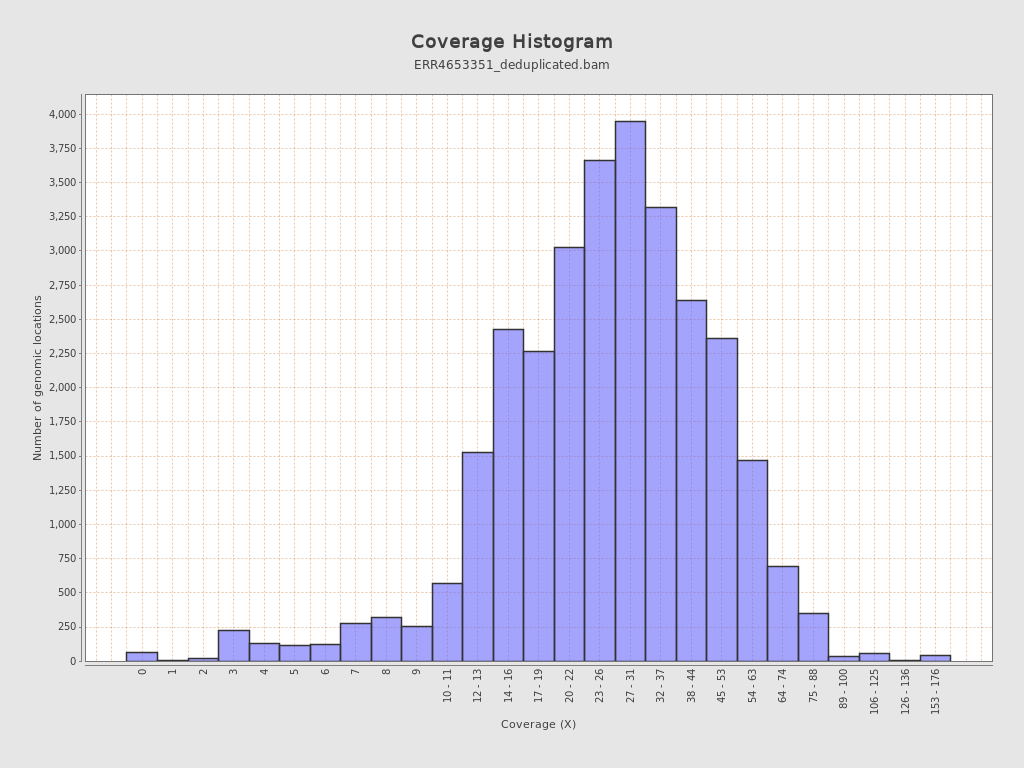 Coverage Histogram
ERR4653351_deduplicated.bam
Number of genomic locations
4,000
3,750
3,500
3,250
3,000
2,750
2,500
2,250
2,000
1,750
1,500
1,250
1,000
750
500
250
0
0
1
2
3
4
5
6
7
8
9
10 - 11
12 - 13
14 - 16
17 - 19
20 - 22
23 - 26
27 - 31
32 - 37
38 - 44
45 - 53
54 - 63
64 - 74
75 - 88
89 - 100
106 - 125
126 - 136
153 - 176
Coverage (X)